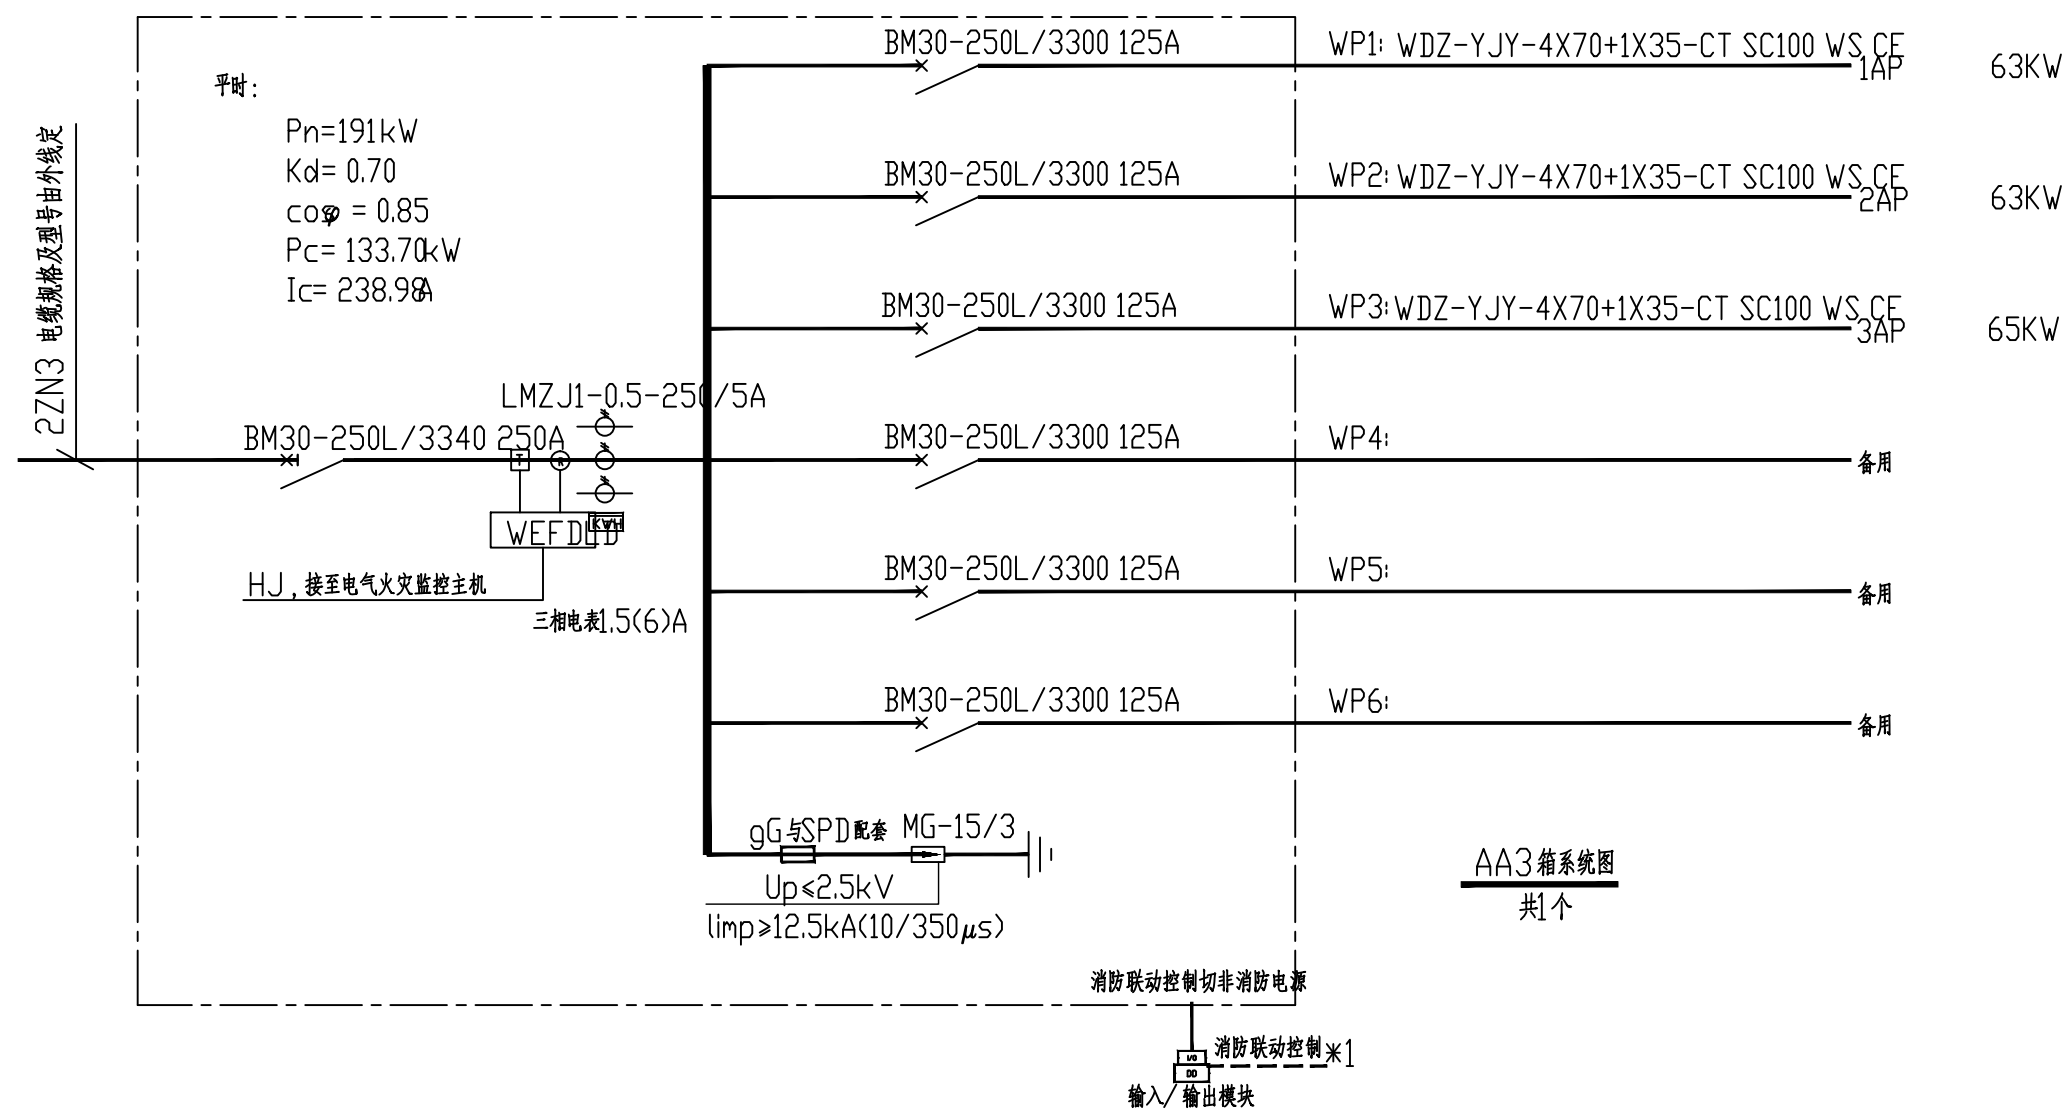 BM30-250L/3300 125A
WP1: WDZ-YJY-4X70+1X35-CT SC100 WS CE
1AP
63KW
平时:
Pn=191kW
Kd= 0.70
cosφ = 0.85
Pc= 133.70kW
Ic= 238.98A
2ZN3 电缆规格及型号由外线定
BM30-250L/3300 125A
WP2: WDZ-YJY-4X70+1X35-CT SC100 WS CE
2AP
63KW
BM30-250L/3300 125A
WP3: WDZ-YJY-4X70+1X35-CT SC100 WS CE
3AP
65KW
LMZJ1-0.5-250/5A
BM30-250L/3340 250A
T
R
KWH
WEFDLD
HJ, 接至电气火灾监控主机
三相电表1.5(6)A
BM30-250L/3300 125A
WP4:
备用
BM30-250L/3300 125A
WP5:
备用
BM30-250L/3300 125A
WP6:
备用
gG与SPD配套
MG-15/3
Up≤2.5kV
limp≥12.5kA(10/350μs)
AA3箱系统图
共1个
消防联动控制切非消防电源
I/O
DD
消防联动控制*1
输入/输出模块